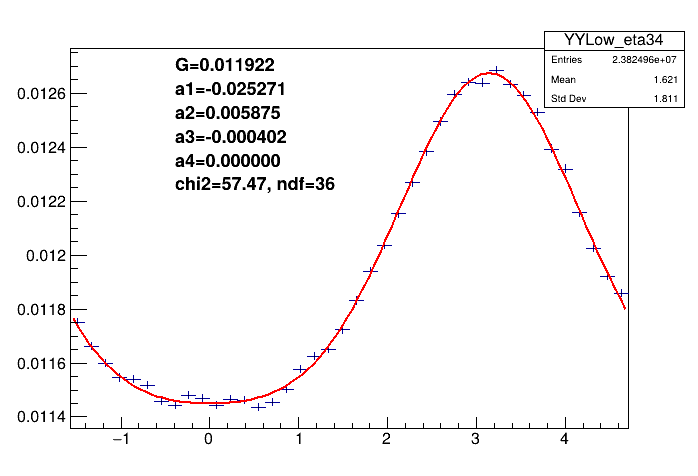 YYLow_eta34
Entries 2.382496e+07
Mean 1.621
Std Dev 1.811
G=0.011922
a1=-0.025271
a2=0.005875
a3=-0.000402
a4=0.000000
chi2=57.47, ndf=36
0.0126
0.0124
0.0122
0.012
0.0118
0.0116
0.0114
−1 0 1 2 3 4